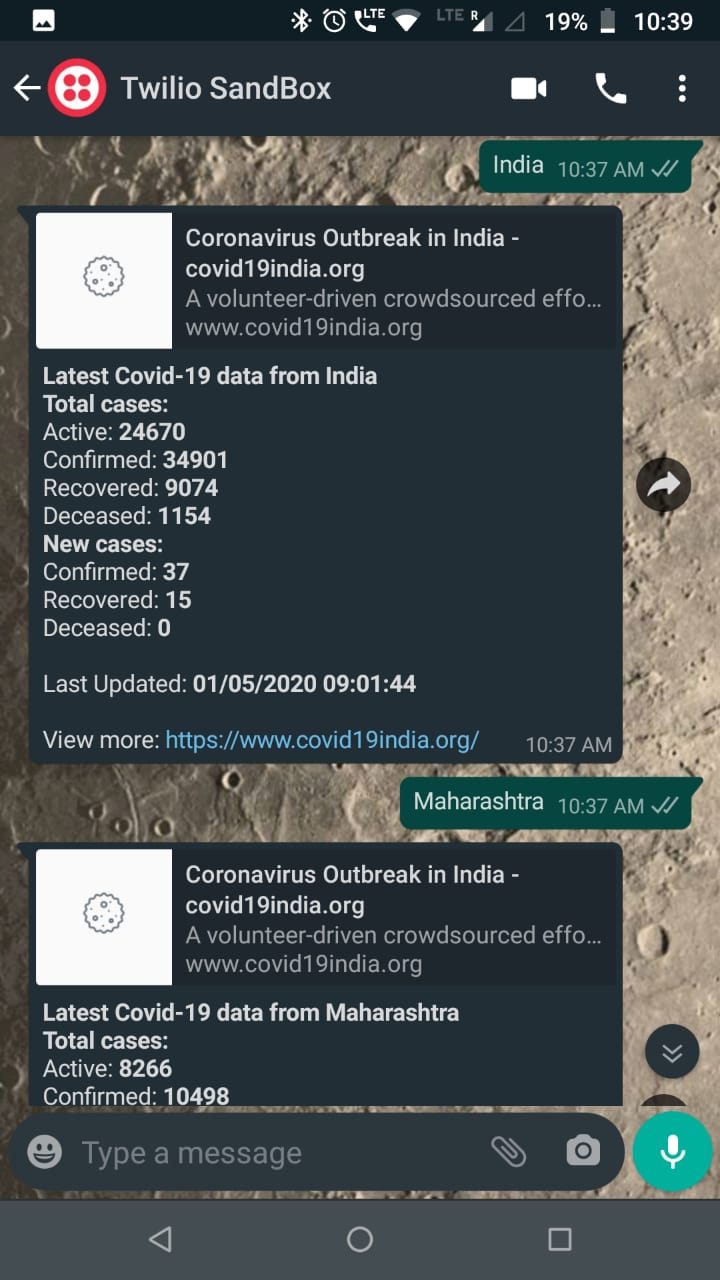 LTE LTE R 19% 10:39
Twilio SandBox
India 10:37 AM
Coronavirus Outbreak in India -
covid19india.org
A volunteer-driven crowdsourced effo...
www.covid19india.org
Latest Covid-19 data from India
Total cases:
Active: 24670
Confirmed: 34901
Recovered: 9074
Deceased: 1154
New cases:
Confirmed: 37
Recovered: 15
Deceased: 0
Last Updated: 01/05/2020 09:01:44
View more: https://www.covid19india.org/ 10:37 AM
Maharashtra 10:37 AM
Coronavirus Outbreak in India -
covid19india.org
A volunteer-driven crowdsourced effo...
www.covid19india.org
Latest Covid-19 data from Maharashtra
Total cases:
Active: 8266
Confirmed: 10498
Type a message